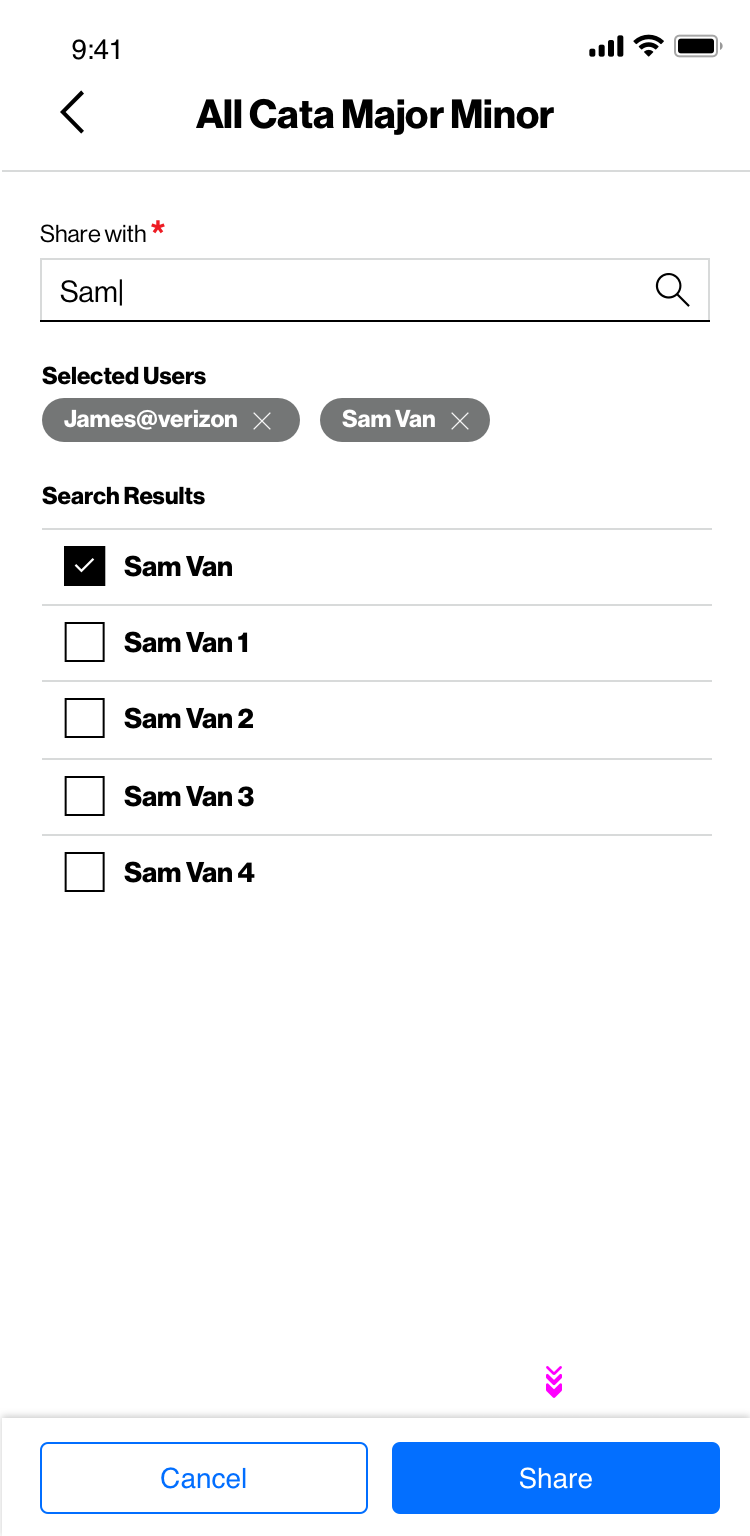 9:41
All Cata Major Minor
Share with *
Sam
Selected Users
James@verizon
Sam Van
Search Results
Sam Van
Sam Van 1
Sam Van 2
Sam Van 3
Sam Van 4
Cancel
Share